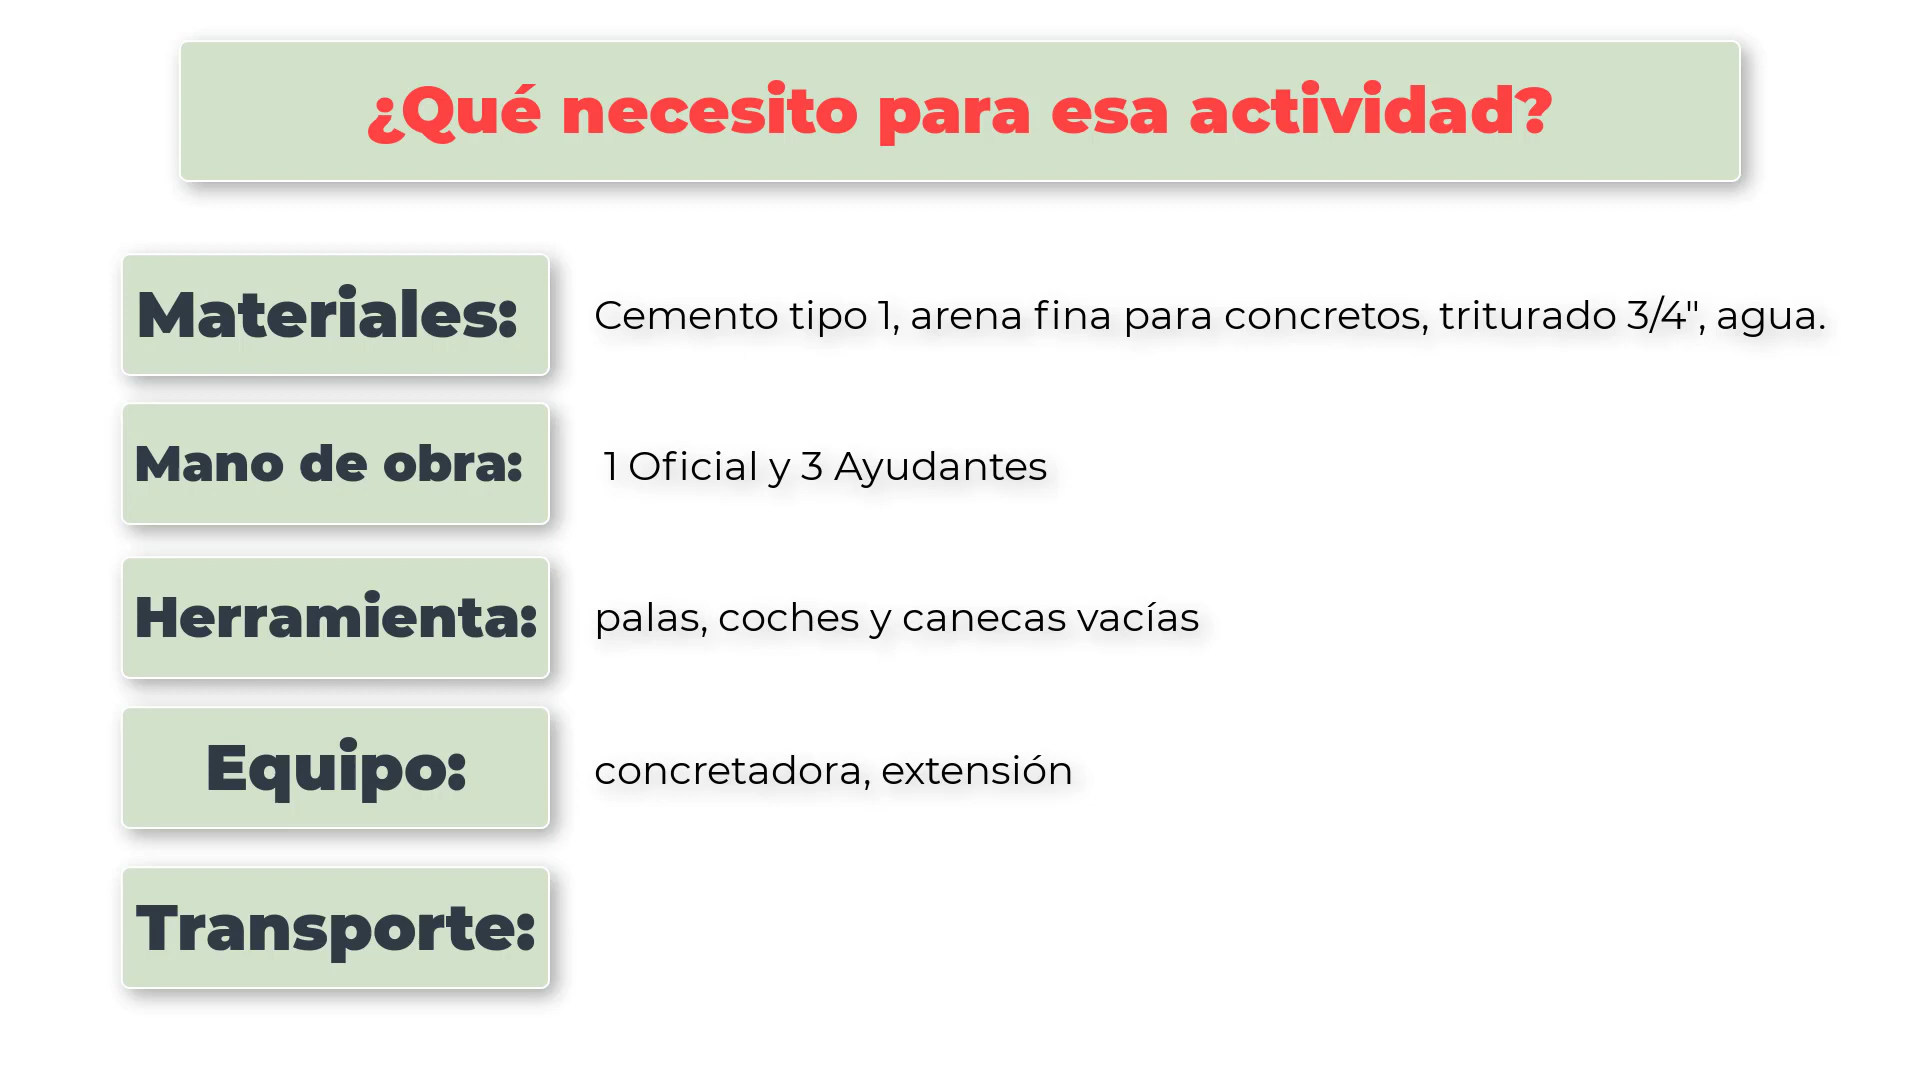 ¿Qué necesito para esa actividad?
Materiales: Cemento tipo 1, arena fina para concretos, triturado 3/4", agua.
Mano de obra: 1 Oficial y 3 Ayudantes
Herramienta: palas, coches y canecas vacías
Equipo: concretadora, extensión
Transporte: